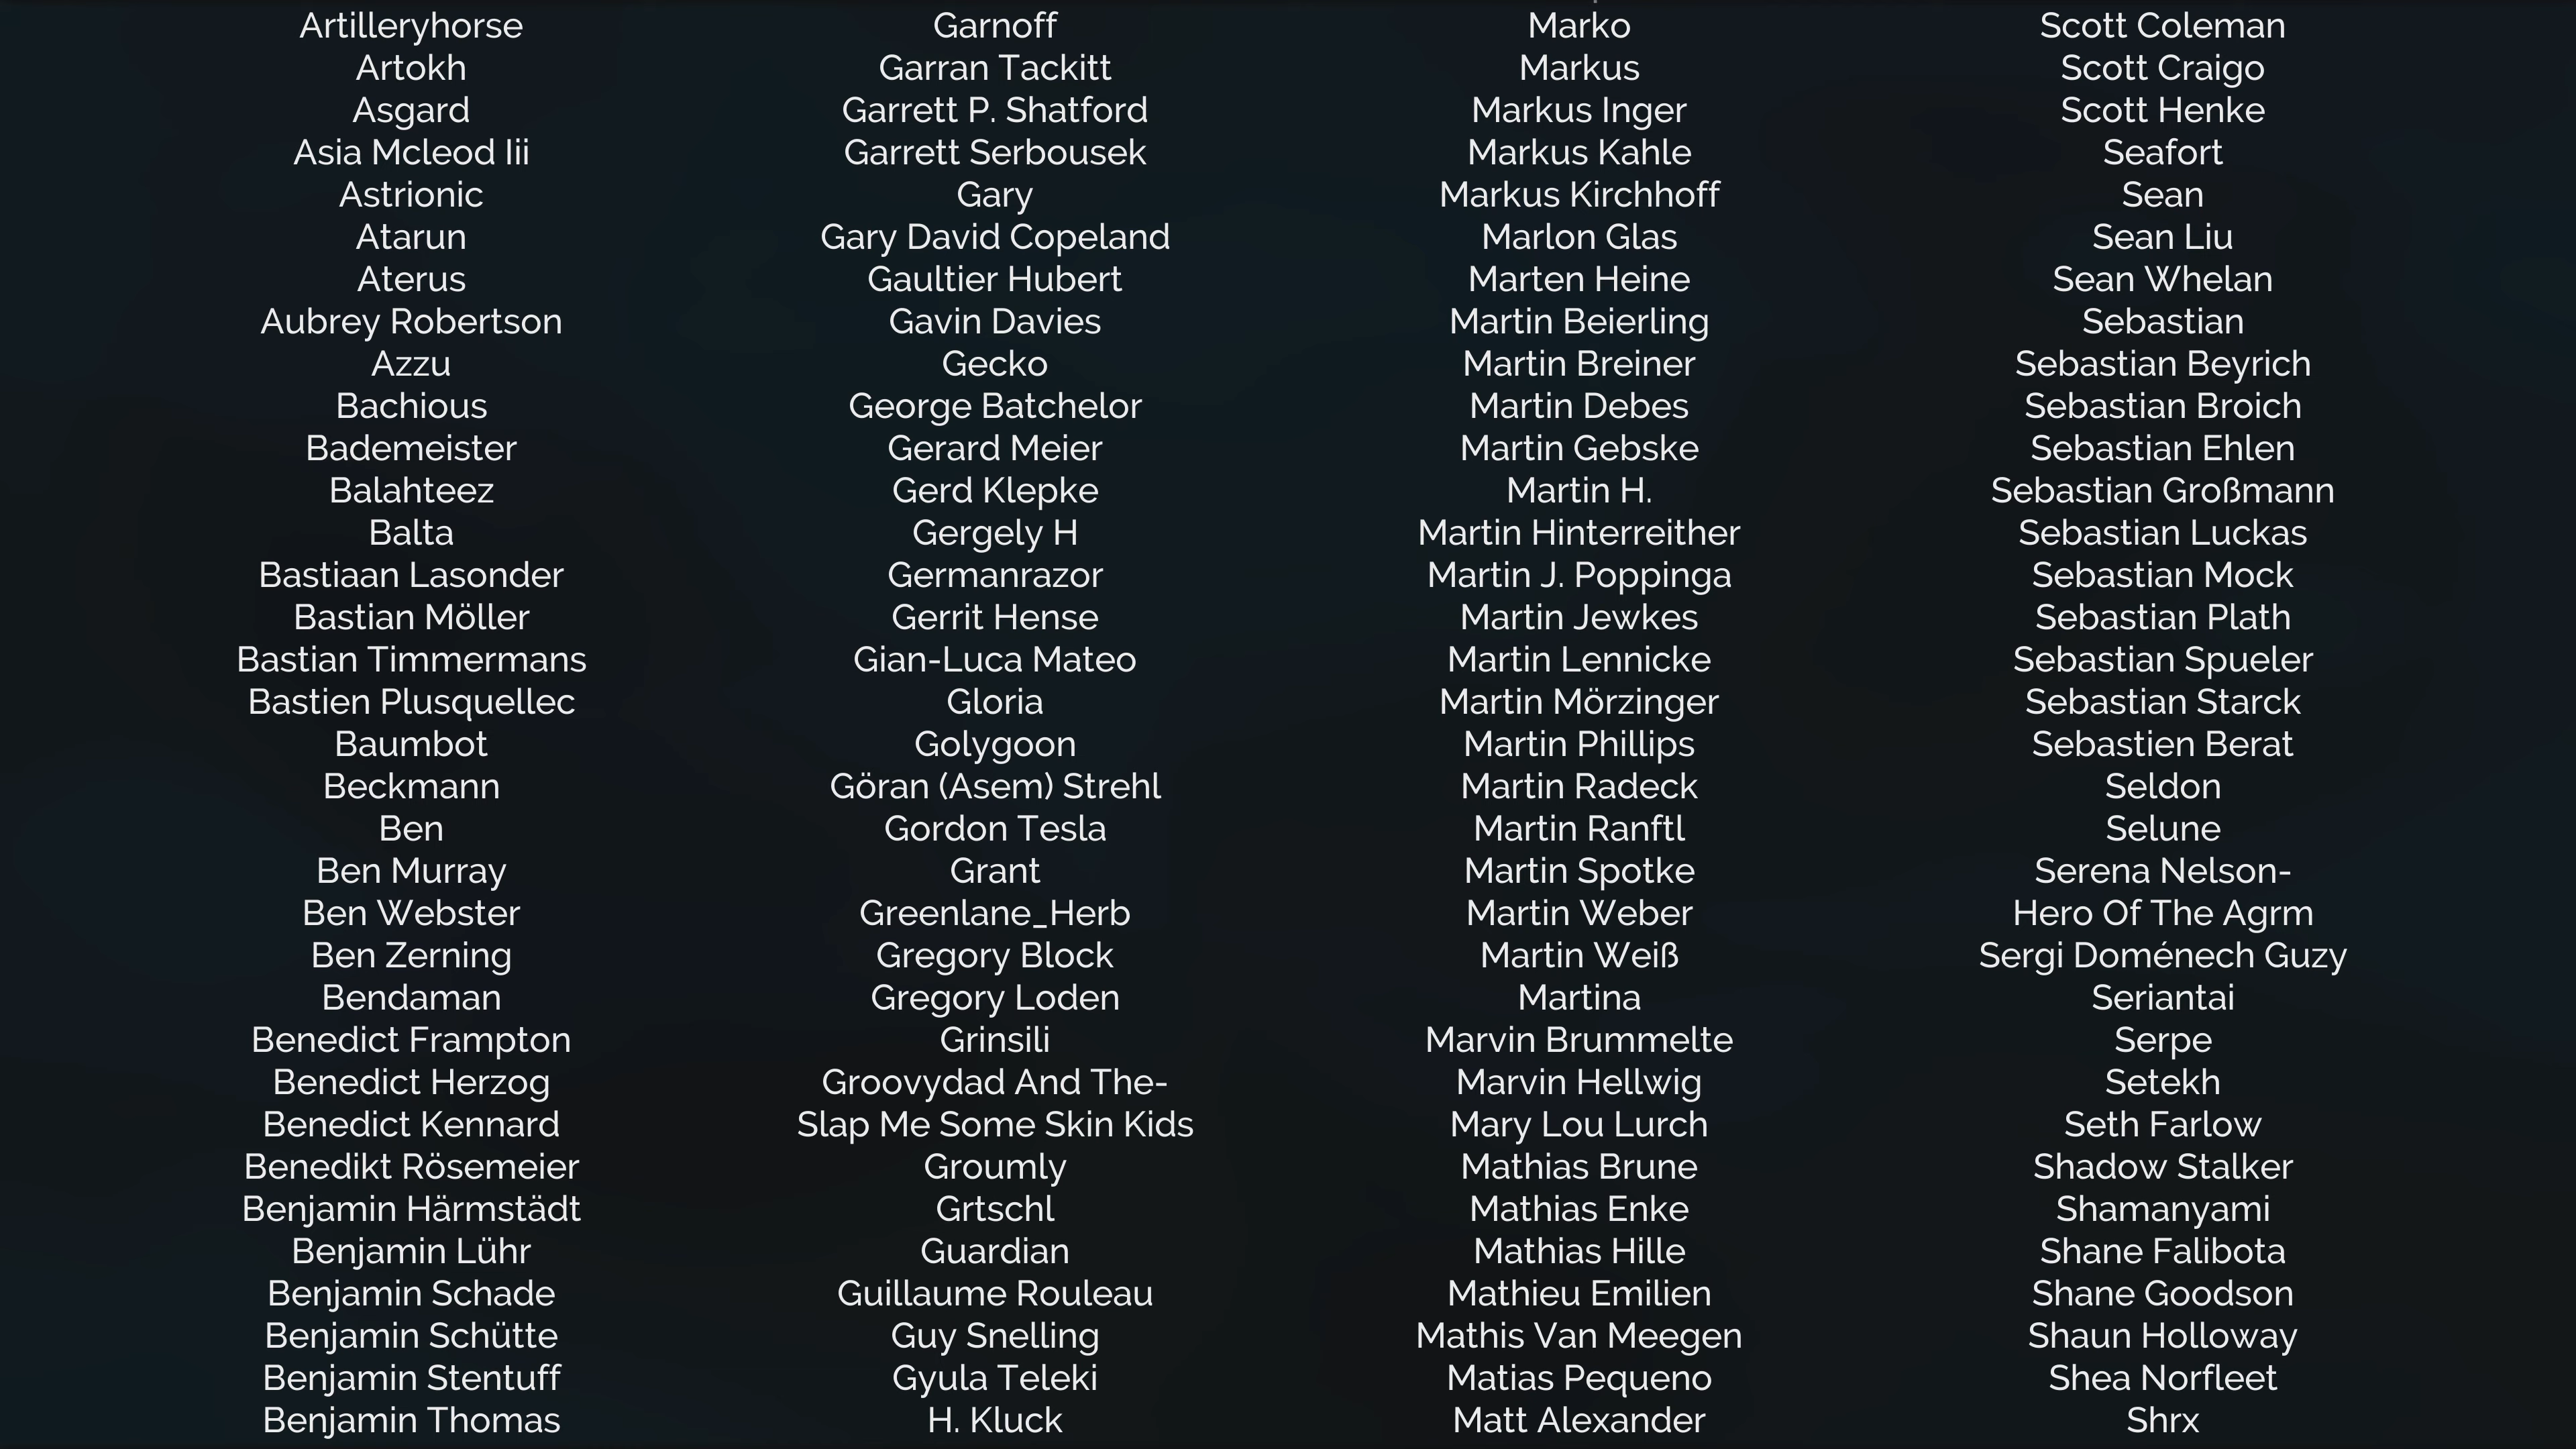 Artilleryhorse
Artokh
Asgard
Asia Mcleod Iii
Astrionic
Atarun
Aterus
Aubrey Robertson
Azzu
Bachious
Bademeister
Balahteez
Balta
Bastiaan Lasonder
Bastian Möller
Bastian Timmermans
Bastien Plusquellec
Baumbot
Beckmann
Ben
Ben Murray
Ben Webster
Ben Zerning
Bendaman
Benedict Frampton
Benedict Herzog
Benedict Kennard
Benedikt Rösemeier
Benjamin Härmstädt
Benjamin Lühr
Benjamin Schade
Benjamin Schütte
Benjamin Stentuff
Benjamin Thomas
Garnoff
Garran Tackitt
Garrett P. Shatford
Garrett Serbousek
Gary
Gary David Copeland
Gaultier Hubert
Gavin Davies
Gecko
George Batchelor
Gerard Meier
Gerd Klepke
Gergely H
Germanrazor
Gerrit Hense
Gian-Luca Mateo
Gloria
Golygoon
Göran (Asem) Strehl
Gordon Tesla
Grant
Greenlane_Herb
Gregory Block
Gregory Loden
Grinsili
Groovydad And The-
Slap Me Some Skin Kids
Groumly
Grtschl
Guardian
Guillaume Rouleau
Guy Snelling
Gyula Teleki
H. Kluck
Marko
Markus
Markus Inger
Markus Kahle
Markus Kirchhoff
Marlon Glas
Marten Heine
Martin Beierling
Martin Breiner
Martin Debes
Martin Gebske
Martin H.
Martin Hinterreither
Martin J. Poppinga
Martin Jewkes
Martin Lennicke
Martin Mörzinger
Martin Phillips
Martin Radeck
Martin Ranftl
Martin Spotke
Martin Weber
Martin Weiß
Martina
Marvin Brummelte
Marvin Hellwig
Mary Lou Lurch
Mathias Brune
Mathias Enke
Mathias Hille
Mathieu Emilien
Mathis Van Meegen
Matias Pequeno
Matt Alexander
Scott Coleman
Scott Craigo
Scott Henke
Seafort
Sean
Sean Liu
Sean Whelan
Sebastian
Sebastian Beyrich
Sebastian Broich
Sebastian Ehlen
Sebastian Großmann
Sebastian Luckas
Sebastian Mock
Sebastian Plath
Sebastian Spueler
Sebastian Starck
Sebastien Berat
Seldon
Selune
Serena Nelson-
Hero Of The Agrm
Sergi Doménech Guzy
Seriantai
Serpe
Setekh
Seth Farlow
Shadow Stalker
Shamanyami
Shane Falibota
Shane Goodson
Shaun Holloway
Shea Norfleet
Shrx